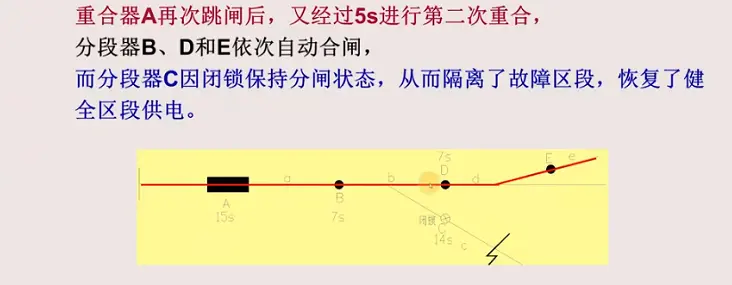 重合器A再次跳闸后，又经过5s进行第二次重合，
分段器B、D和E依次自动合闸，
而分段器C因闭锁保持分闸状态，从而隔离了故障区段，恢复了健
全区段供电。
7s
D
E
e
a
b
d
A
B
闭锁
C
15s
7s
14s
c